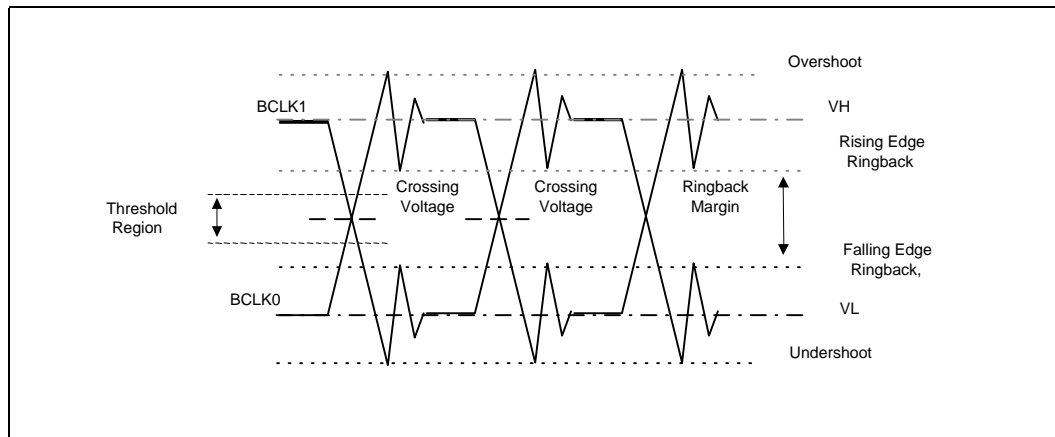 Overshoot
BCLK1
VH
Rising Edge
Ringback
Crossing
Voltage
Crossing
Voltage
Ringback
Margin
Threshold
Region
Falling Edge
Ringback,
BCLK0
VL
Undershoot